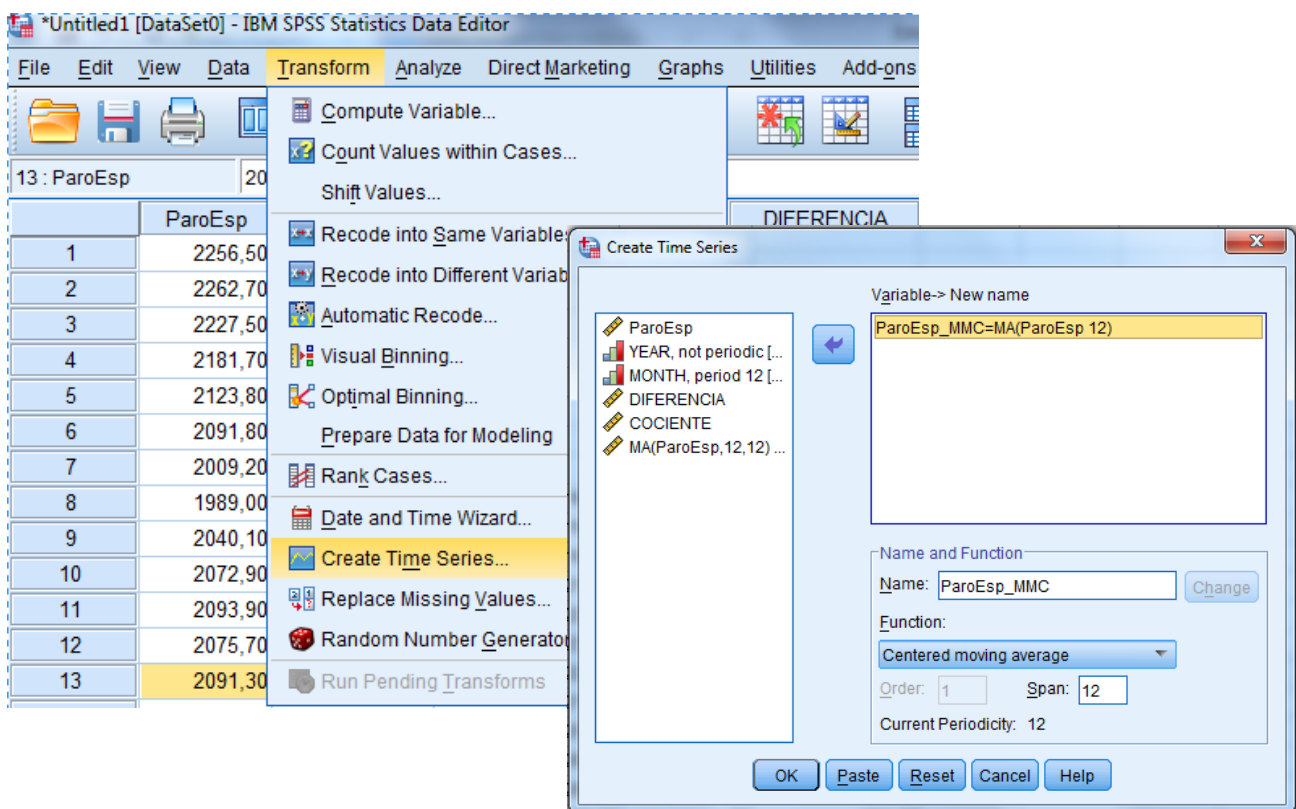 *Untitled1 [DataSet0] - IBM SPSS Statistics Data Editor
File Edit View Data Transform Analyze Direct Marketing Graphs Utilities Add-ons
13 : ParoEsp 20
ParoEsp DIFERENCIA
1 2256,50
2 2262,70
3 2227,50
4 2181,70
5 2123,80
6 2091,80
7 2009,20
8 1989,00
9 2040,10
10 2072,90
11 2093,90
12 2075,70
13 2091,30
Compute Variable...
Count Values within Cases...
Shift Values...
Recode into Same Variables
Recode into Different Variab
Automatic Recode...
Visual Binning...
Optimal Binning...
Prepare Data for Modeling
Rank Cases...
Date and Time Wizard...
Create Time Series...
Replace Missing Values...
Random Number Generator
Run Pending Transforms
Create Time Series
ParoEsp
YEAR, not periodic [...
MONTH, period 12 [...
DIFERENCIA
COCIENTE
MA(ParoEsp,12,12) ...
Variable-> New name
ParoEsp_MMC=MA(ParoEsp 12)
Name and Function
Name: ParoEsp_MMC Change
Function:
Centered moving average
Order: 1 Span: 12
Current Periodicity: 12
OK Paste Reset Cancel Help